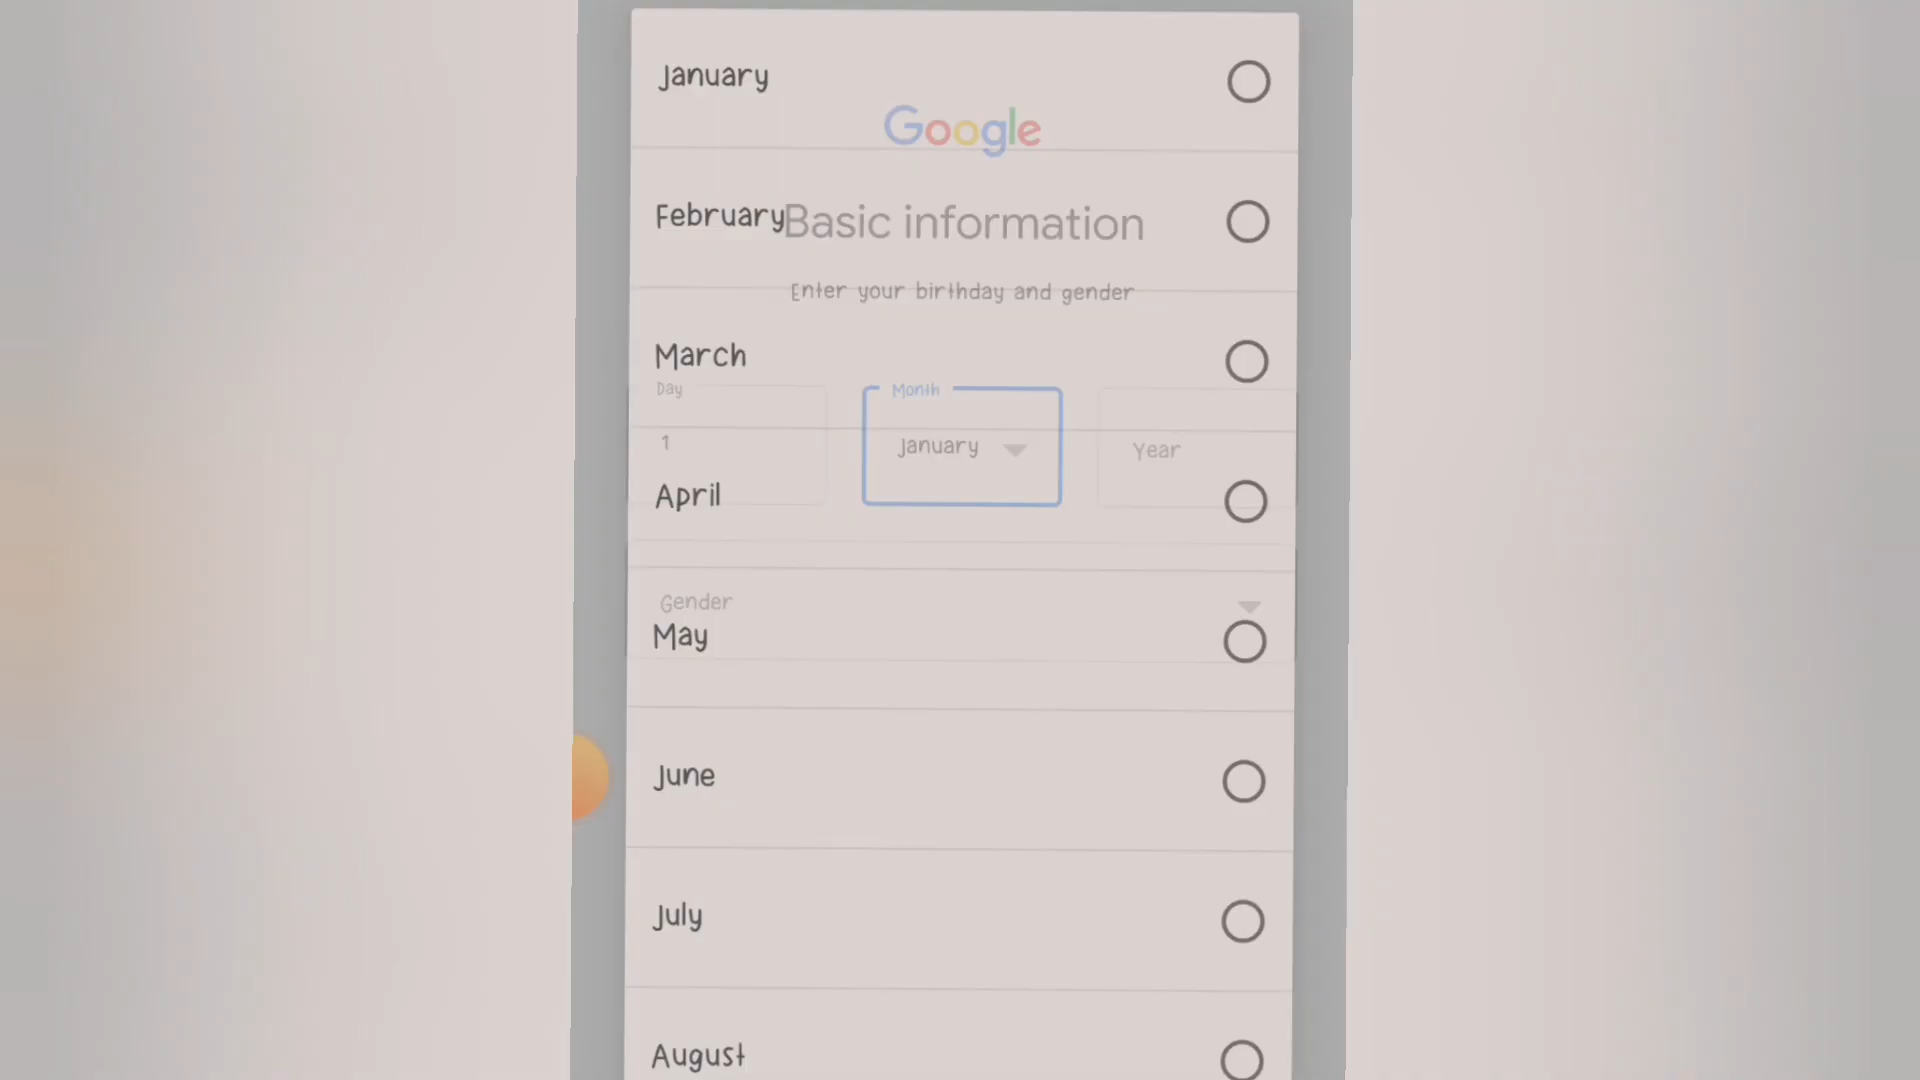 January
Google
February
Basic information
Enter your birthday and gender
March
Day
Month
1
January
Year
April
Gender
May
June
July
August